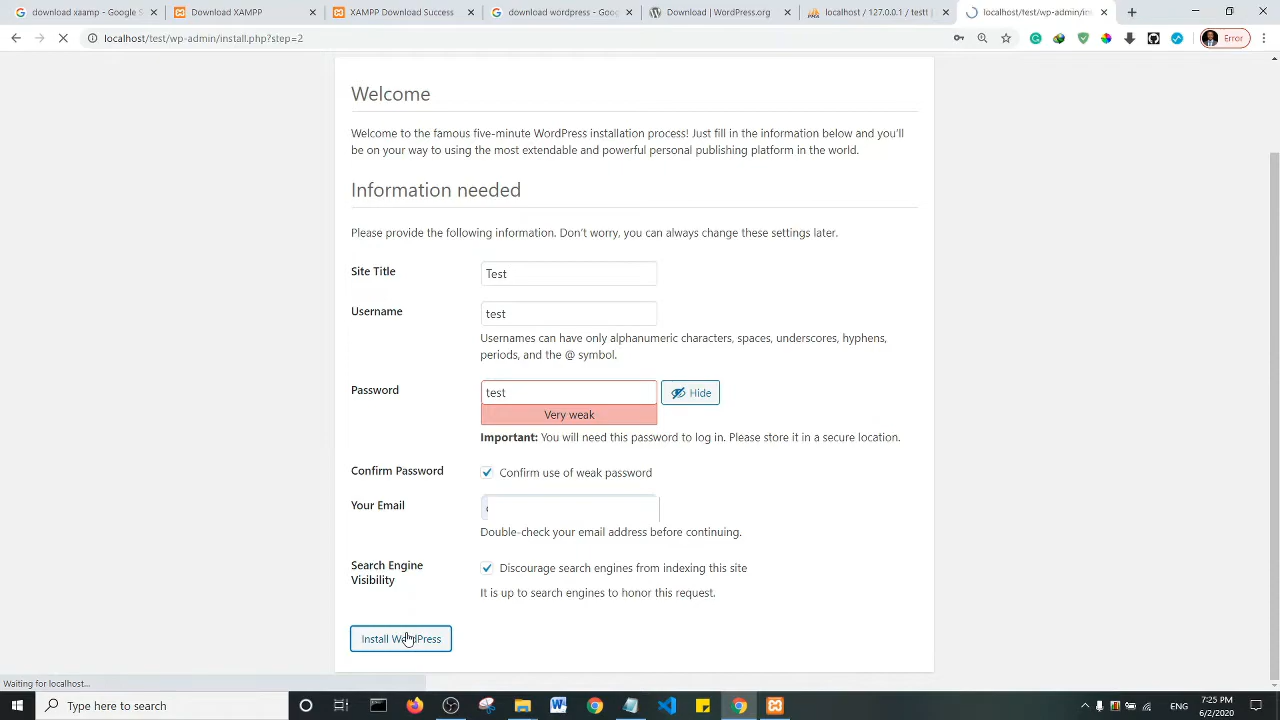 download xaamp - Google S
Download XAMPP
XAMPP Download Success
download wordpress - Goog
Download | WordPress.org
localhost / 127.0.0.1 / test1
localhost/test/wp-admin/in
localhost/test/wp-admin/install.php?step=2
Error
Welcome
Welcome to the famous five-minute WordPress installation process! Just fill in the information below and you'll
be on your way to using the most extendable and powerful personal publishing platform in the world.
Information needed
Please provide the following information. Don't worry, you can always change these settings later.
Site Title
Test
Username
test
Usernames can have only alphanumeric characters, spaces, underscores, hyphens,
periods, and the @ symbol.
Password
test
Hide
Very weak
Important: You will need this password to log in. Please store it in a secure location.
Confirm Password
Confirm use of weak password
Your Email
Double-check your email address before continuing.
Search Engine
Visibility
Discourage search engines from indexing this site
It is up to search engines to honor this request.
Install WordPress
Waiting for localhost...
Type here to search
ENG
7:25 PM
6/2/2020